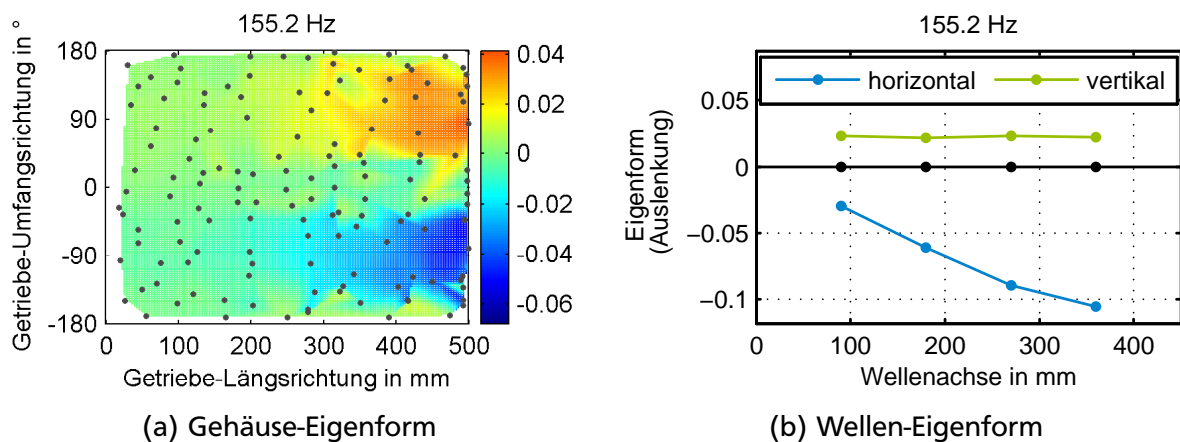 155.2 Hz
Getriebe-Umfangsrichtung in °
180
90
0
-90
-180
0 100 200 300 400 500
Getriebe-Längsrichtung in mm
0.04
0.02
0
-0.02
-0.04
-0.06
(a) Gehäuse-Eigenform
155.2 Hz
horizontal vertikal
Eigenform
(Auslenkung)
0.05
0
−0.05
−0.1
0 100 200 300 400
Wellenachse in mm
(b) Wellen-Eigenform